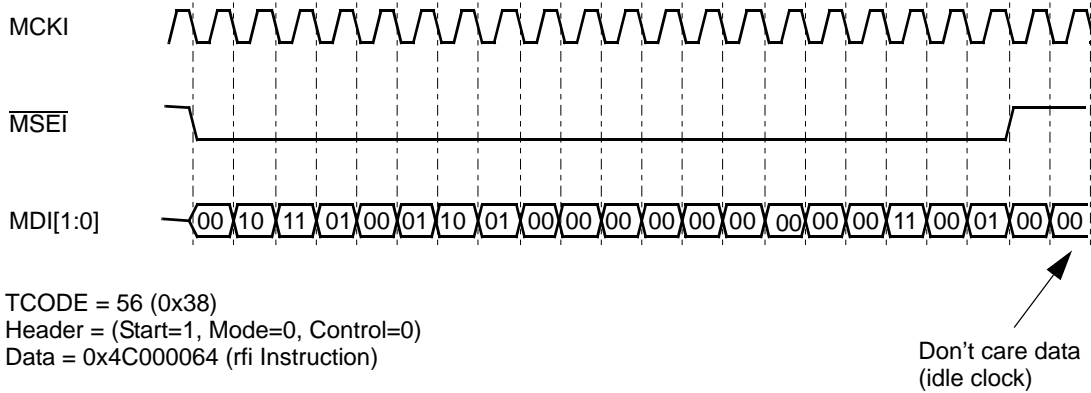 MCKI
MSEI
MDI[1:0]
00 10 11 01 00 01 10 01 00 00 00 00 00 00 00 00 00 11 00 01 00 00
TCODE = 56 (0x38)
Header = (Start=1, Mode=0, Control=0)
Data = 0x4C000064 (rfi Instruction)
Don't care data
(idle clock)